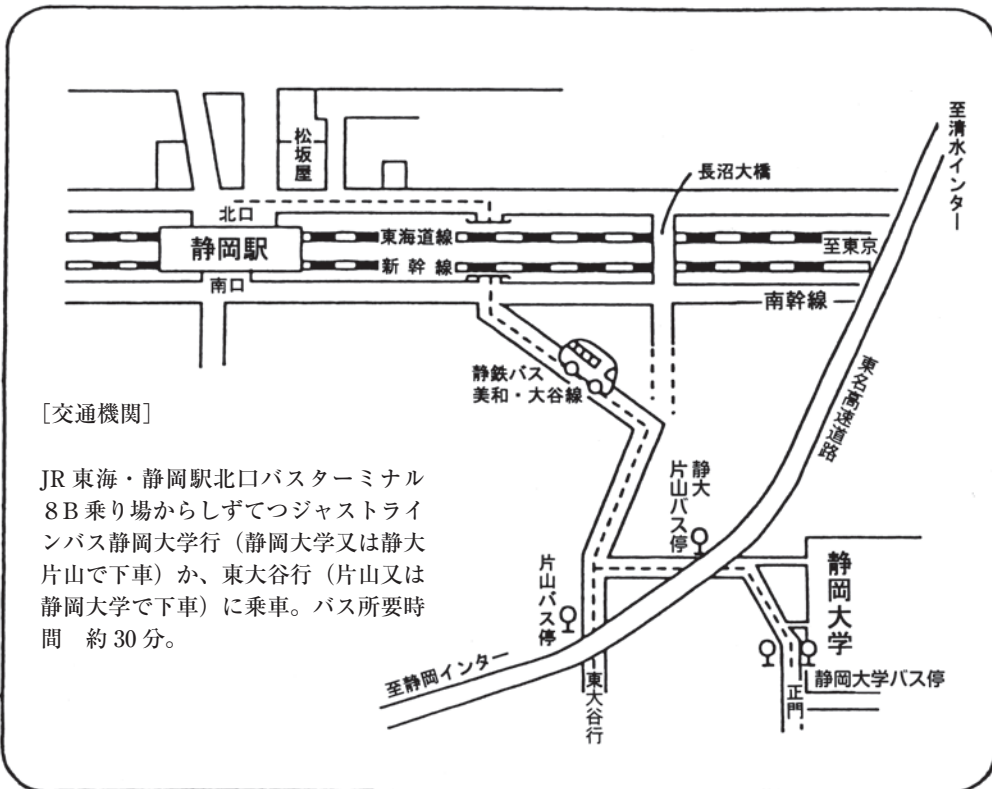 至清水インター
松坂屋
長沼大橋
北口
静岡駅
東海道線
至東京
新幹線
南口
南幹線
静鉄バス
美和・大谷線
東名高速道路
［交通機関］
JR 東海・静岡駅北口バスターミナル
８B 乗り場からしずてつジャストライ
ンバス静岡大学行（静岡大学又は静大
片山で下車）か、東大谷行（片山又は
静岡大学で下車）に乗車。バス所要時
間　約 30 分。
静大
片山バス停
片山バス停
静岡大学
至静岡インター
東大谷行
静岡大学バス停
正門